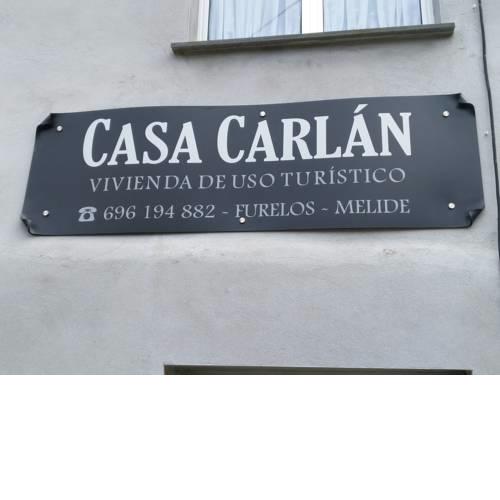 CASA CARLÁN
VIVIENDA DE USO TURÍSTICO
☎ 696 194 882 - FURELOS - MELIDE